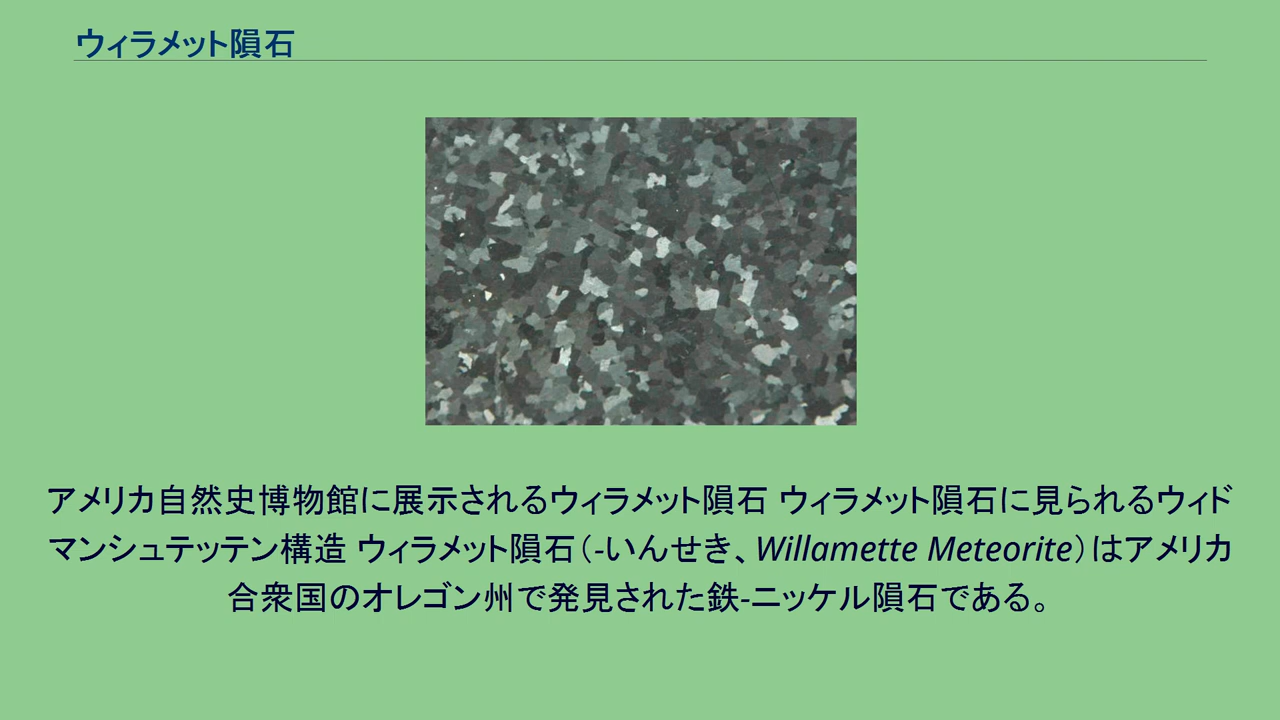 ウィラメット隕石
アメリカ自然史博物館に展示されるウィラメット隕石 ウィラメット隕石に見られるウィド
マンシュテッテン構造 ウィラメット隕石（-いんせき、Willamette Meteorite）はアメリカ
合衆国のオレゴン州で発見された鉄-ニッケル隕石である。